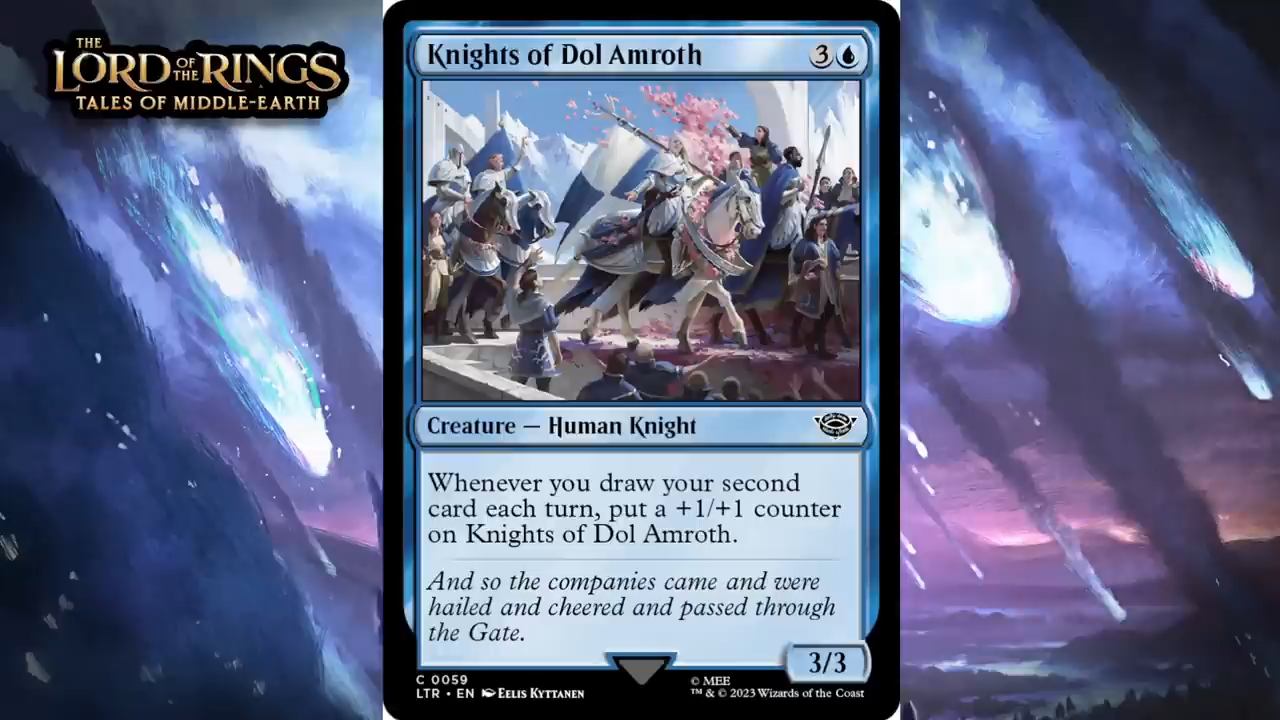 THE
LORD OF THE RINGS
TALES OF MIDDLE-EARTH
Knights of Dol Amroth 3
Creature — Human Knight
Whenever you draw your second
card each turn, put a +1/+1 counter
on Knights of Dol Amroth.
And so the companies came and were
hailed and cheered and passed through
the Gate.
3/3
C 0059
LTR • EN EELIS KYTTANEN
© MEE
™ & © 2023 Wizards of the Coast